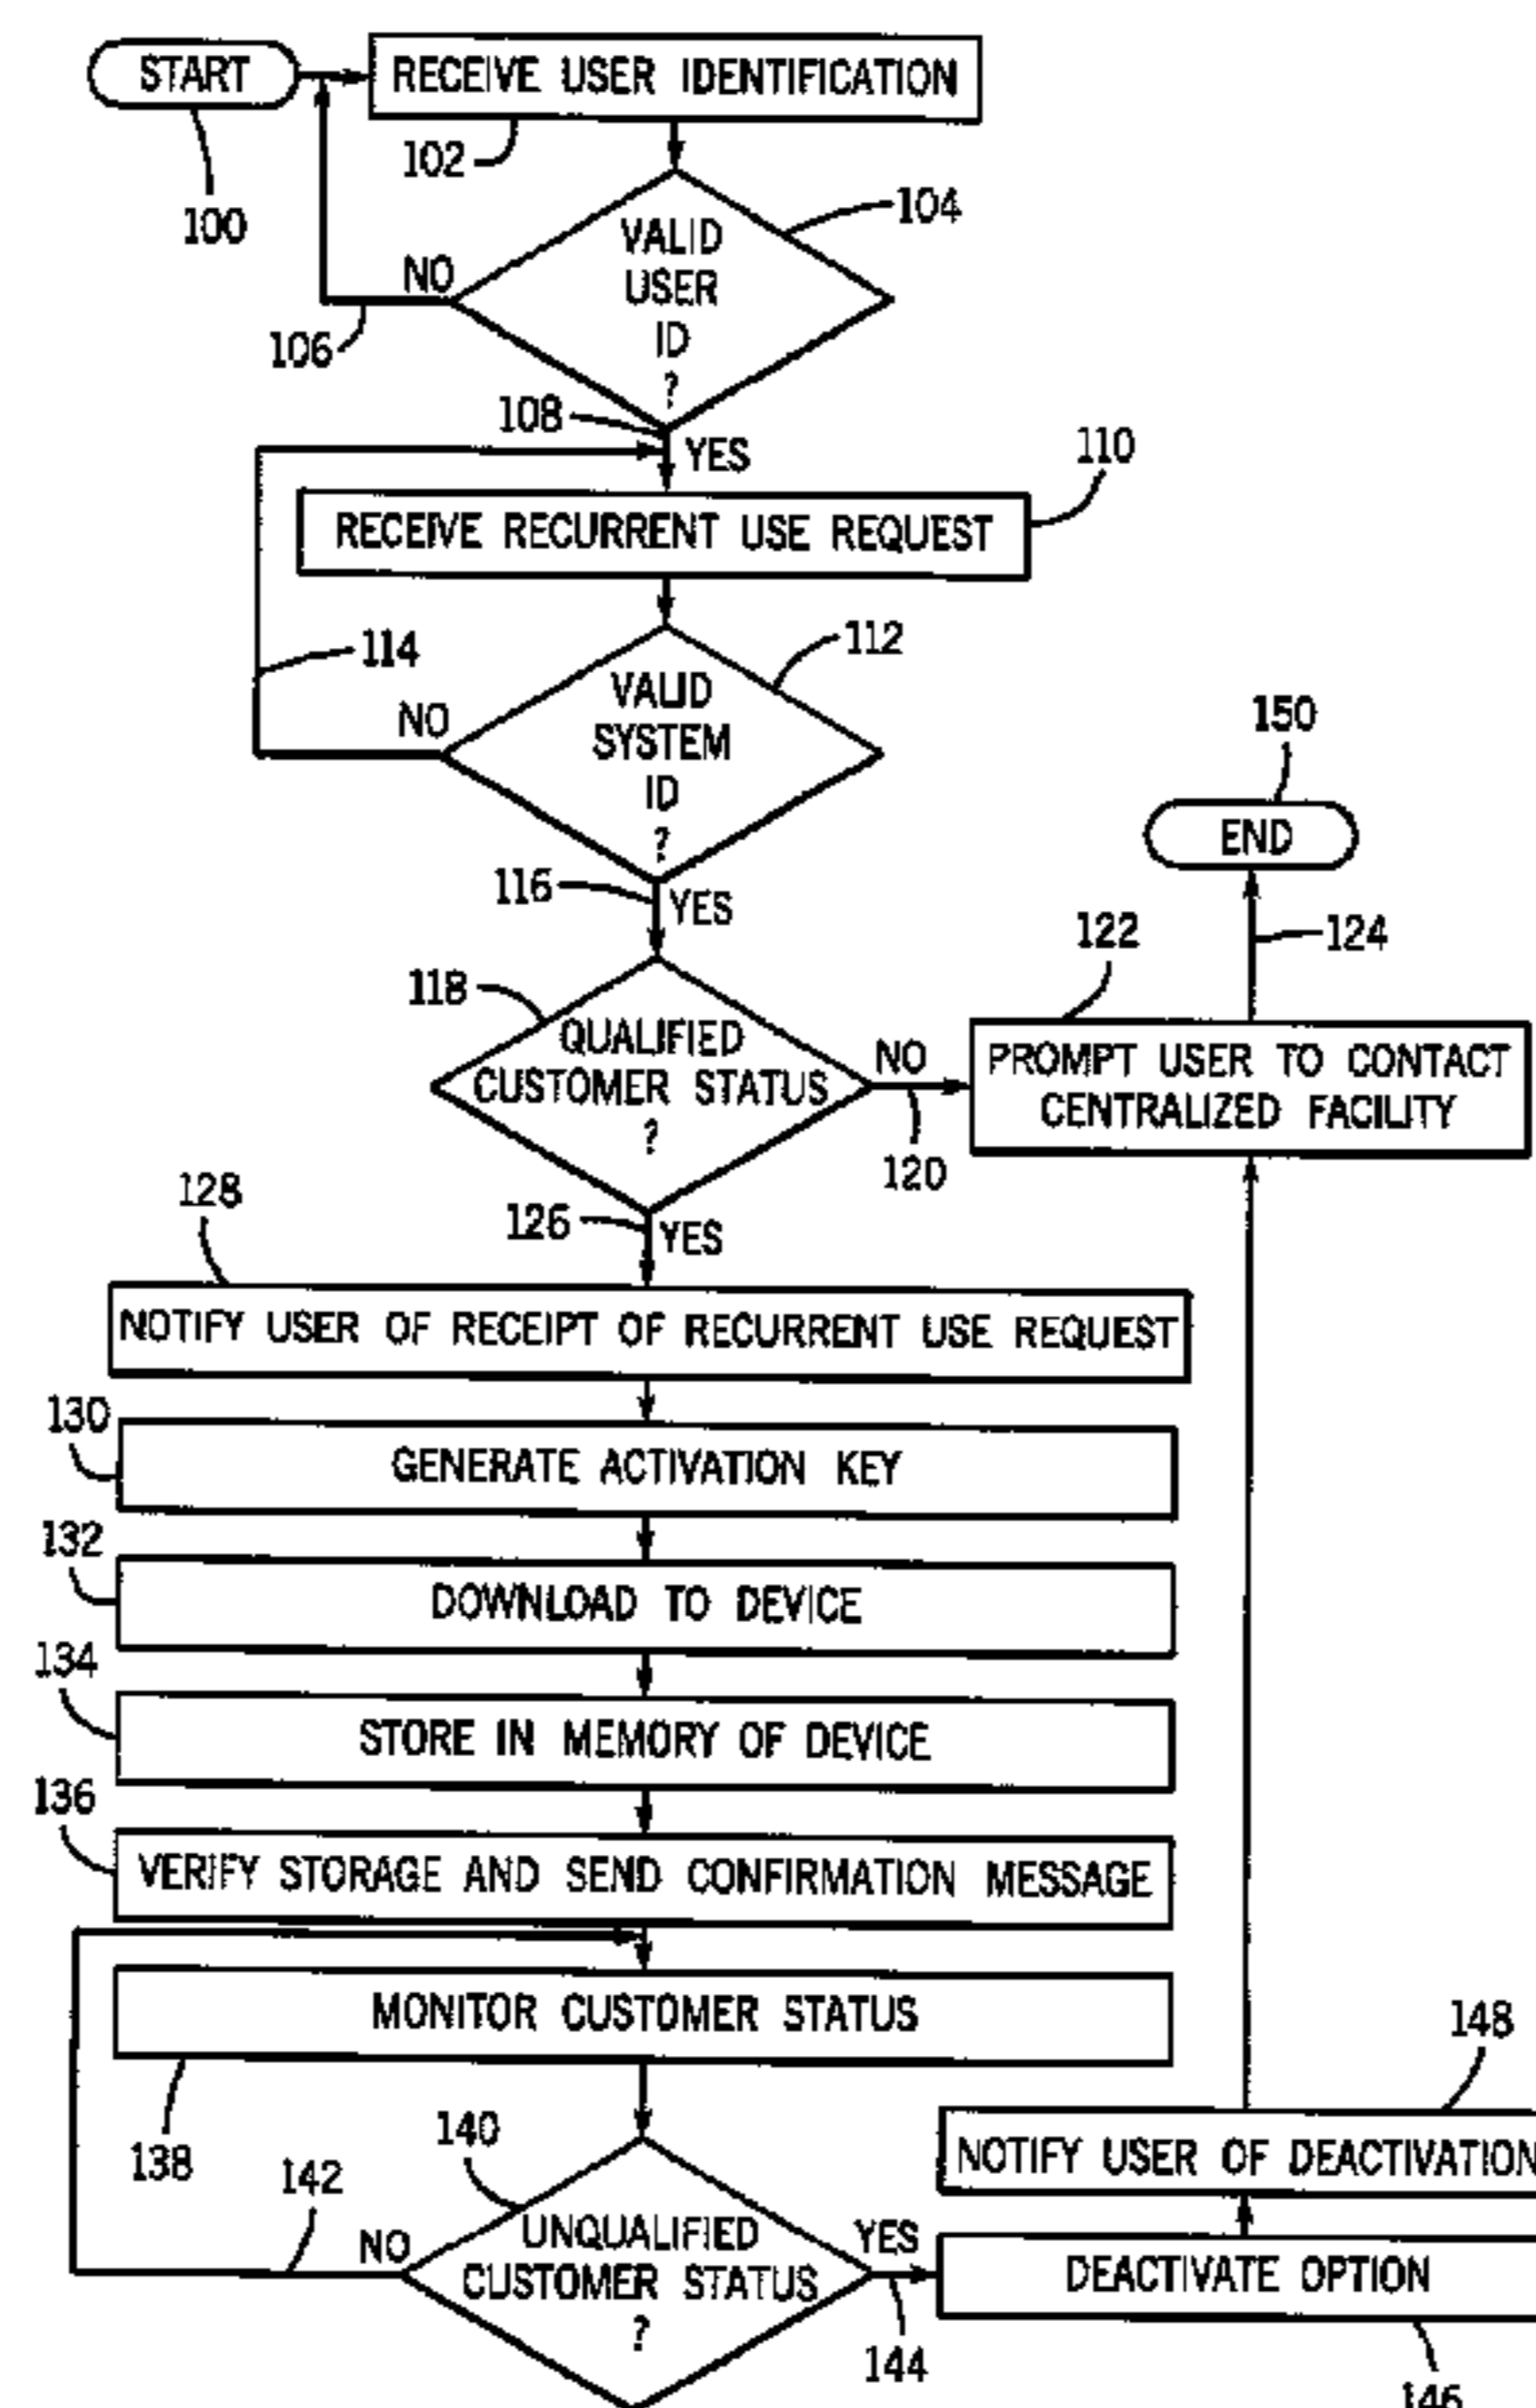 START
RECEIVE USER IDENTIFICATION
102
100
104
VALID
USER
ID
?
NO
106
108
YES
110
RECEIVE RECURRENT USE REQUEST
112
114
VALID
SYSTEM
ID
?
NO
150
END
116
YES
122
124
118
QUALIFIED
CUSTOMER STATUS
?
NO
120
PROMPT USER TO CONTACT
CENTRALIZED FACILITY
126
YES
128
NOTIFY USER OF RECEIPT OF RECURRENT USE REQUEST
130
GENERATE ACTIVATION KEY
132
DOWNLOAD TO DEVICE
134
STORE IN MEMORY OF DEVICE
136
VERIFY STORAGE AND SEND CONFIRMATION MESSAGE
MONITOR CUSTOMER STATUS
138
148
140
142
NOTIFY USER OF DEACTIVATION
NO
UNQUALIFIED
CUSTOMER STATUS
?
YES
144
DEACTIVATE OPTION
146